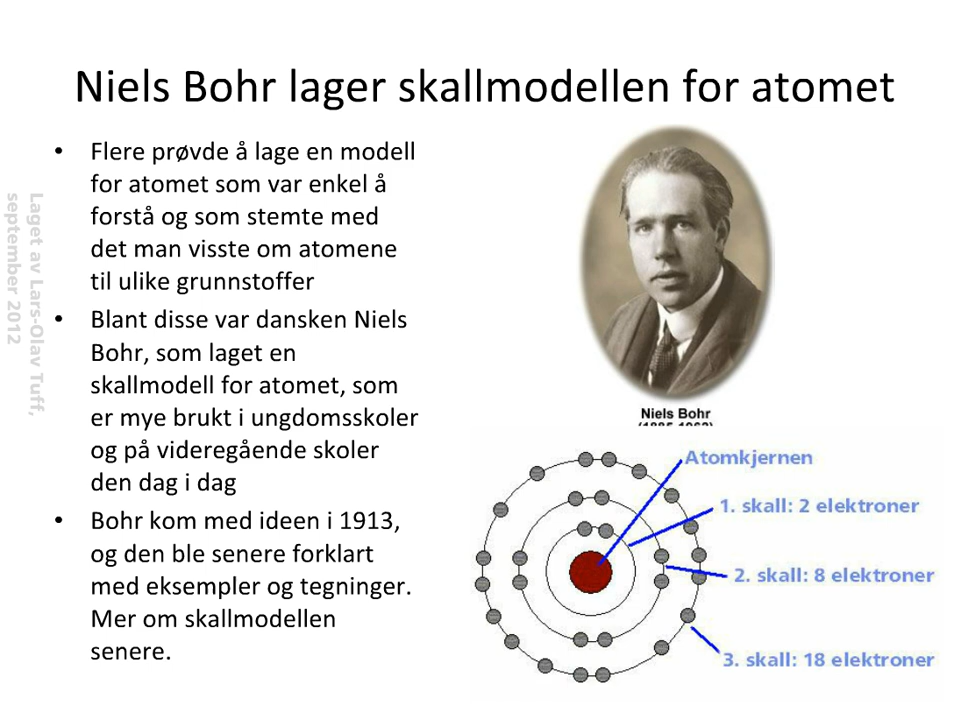 Niels Bohr lager skallmodellen for atomet
• Flere prøvde å lage en modell
for atomet som var enkel å
forstå og som stemte med
det man visste om atomene
til ulike grunnstoffer
• Blant disse var dansken Niels
Bohr, som laget en
skallmodell for atomet, som
er mye brukt i ungdomsskoler
og på videregående skoler
den dag i dag
• Bohr kom med ideen i 1913,
og den ble senere forklart
med eksempler og tegninger.
Mer om skallmodellen
senere.
Laget av Lars-Olav Tuff,
september 2012
Niels Bohr
Atomkjernen
1. skall: 2 elektroner
2. skall: 8 elektroner
3. skall: 18 elektroner